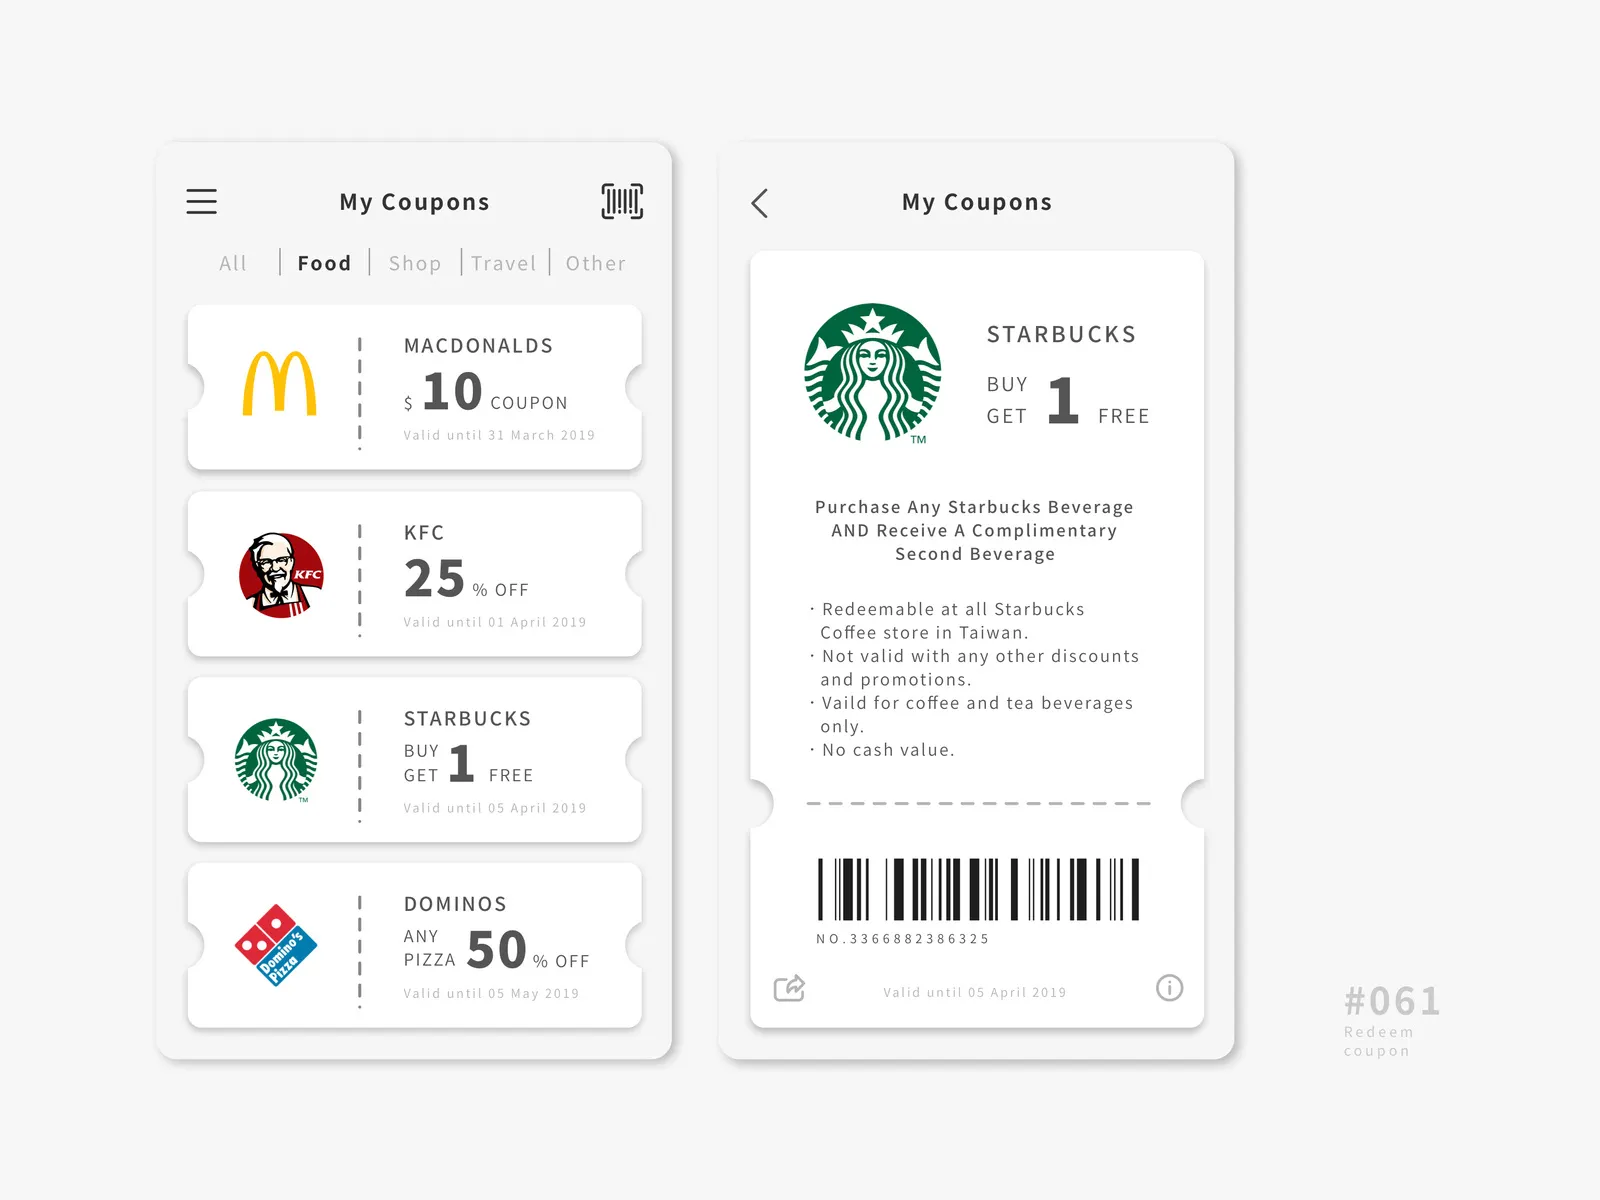 My Coupons
All | Food | Shop | Travel | Other
MACDONALDS
$ 10 COUPON
Valid until 31 March 2019
KFC
KFC
25 % OFF
Valid until 01 April 2019
STARBUCKS
BUY
GET 1 FREE
Valid until 05 April 2019
TM
Domino's
Pizza
DOMINOS
ANY
PIZZA 50 % OFF
Valid until 05 May 2019
My Coupons
TM
STARBUCKS
BUY
GET 1 FREE
Purchase Any Starbucks Beverage
AND Receive A Complimentary
Second Beverage
· Redeemable at all Starbucks
Coffee store in Taiwan.
· Not valid with any other discounts
and promotions.
· Vaild for coffee and tea beverages
only.
· No cash value.
NO.3366882386325
Valid until 05 April 2019
#061
Redeem
coupon